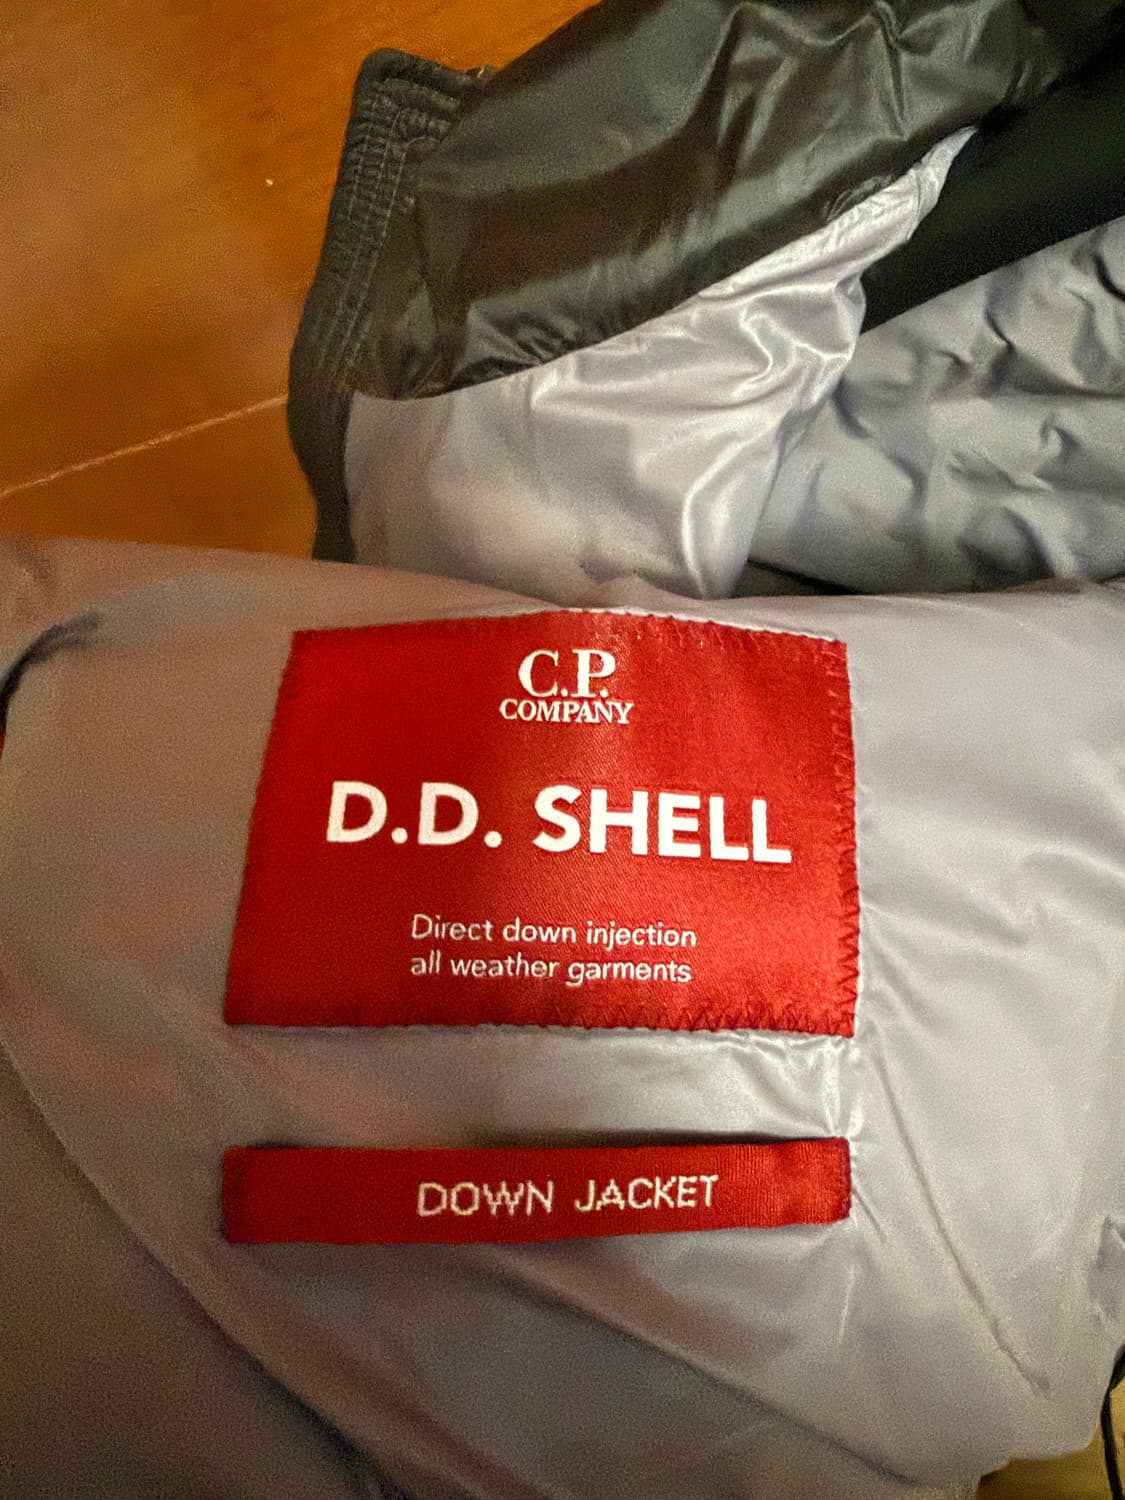 C.P.
COMPANY
D.D. SHELL
Direct down injection
all weather garments
DOWN JACKET